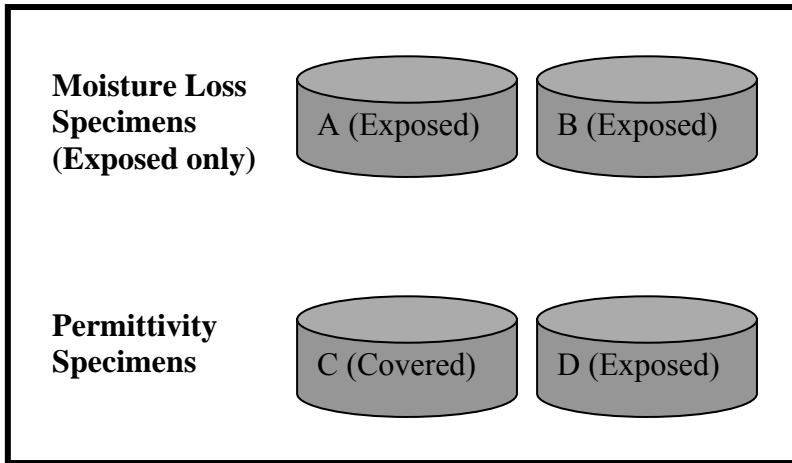 Moisture Loss
Specimens
(Exposed only)
A (Exposed)
B (Exposed)
Permittivity
Specimens
C (Covered)
D (Exposed)